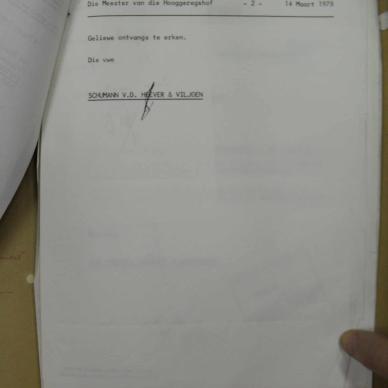 Die Meester van die Hooggeregshof - 2 - 14 Maart 1978
Geliewe ontvangs te erken.
Die uwe
SCHUMANN V.D. HEEVER & VILJOEN